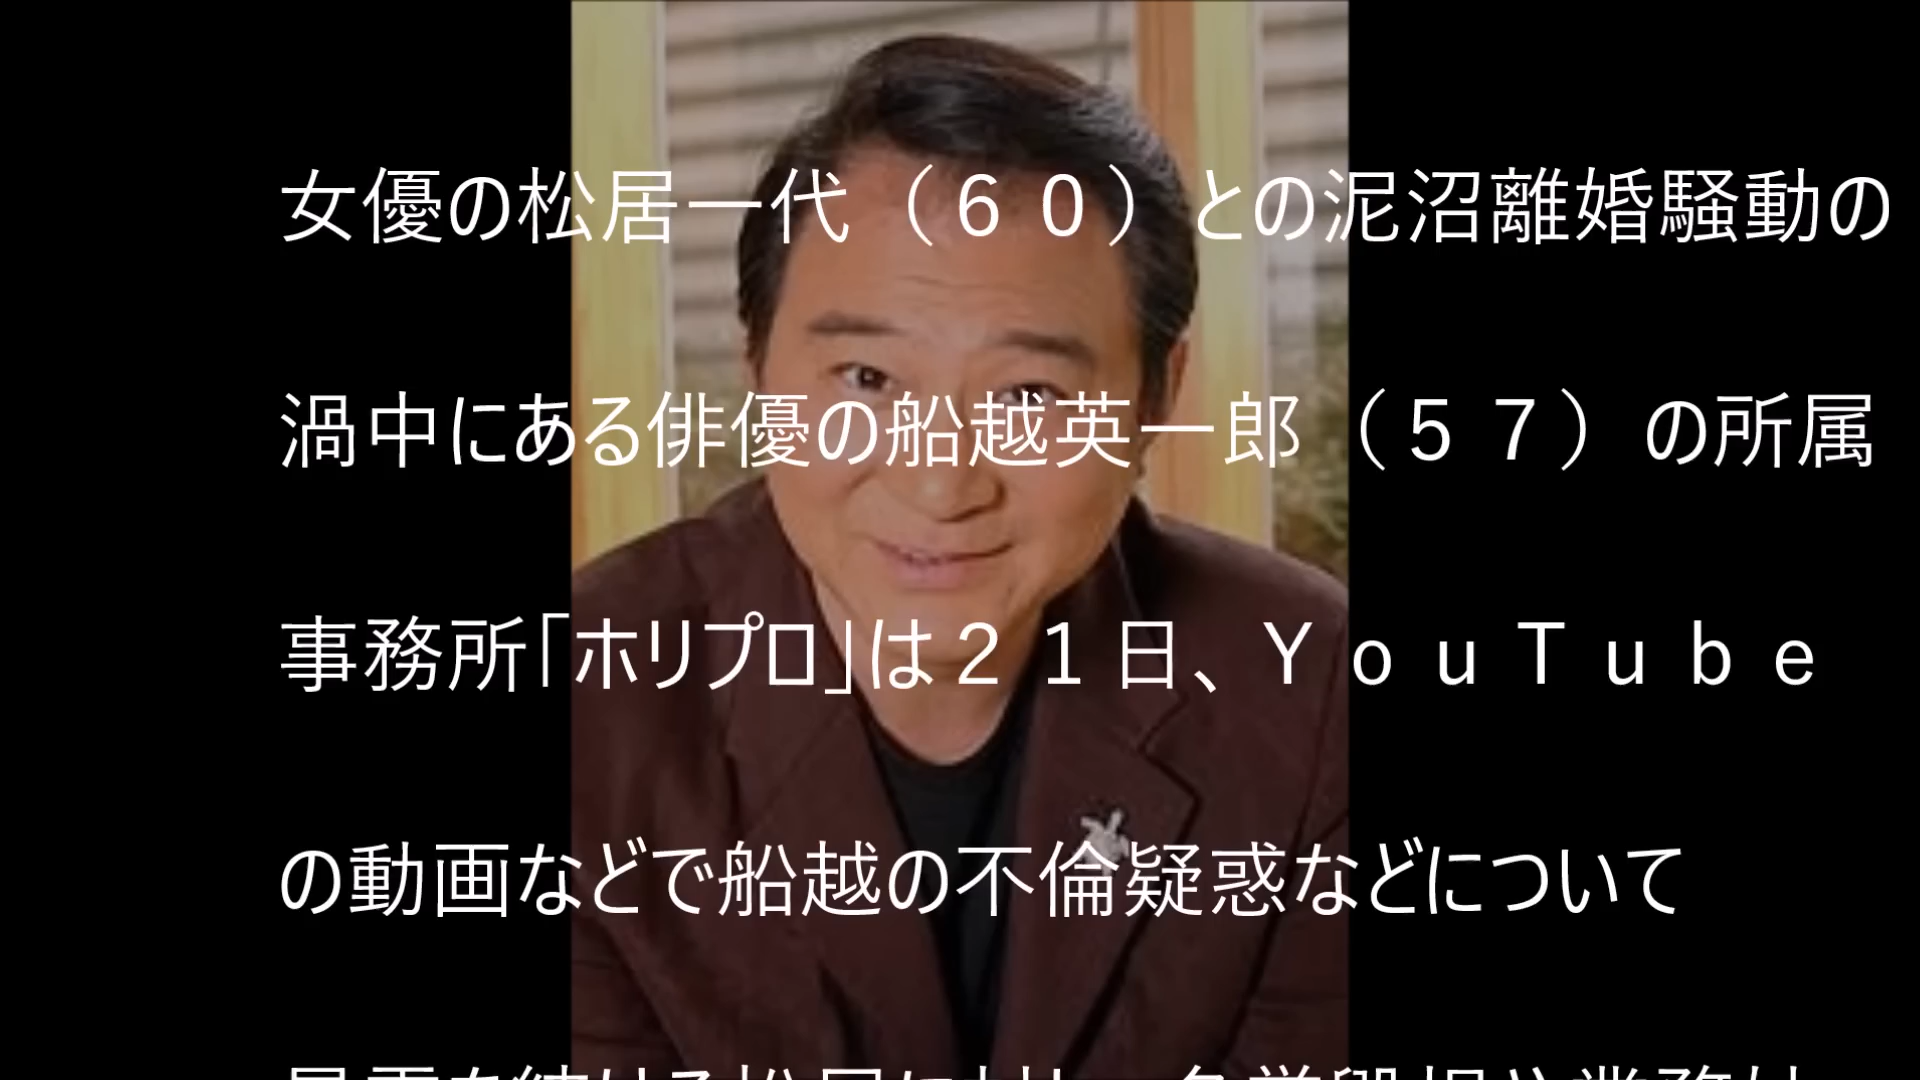 女優の松居一代（６０）との泥沼離婚騒動の
渦中にある俳優の船越英一郎（５７）の所属
事務所「ホリプロ」は２１日、ＹｏｕＴｕｂｅ
の動画などで船越の不倫疑惑などについて